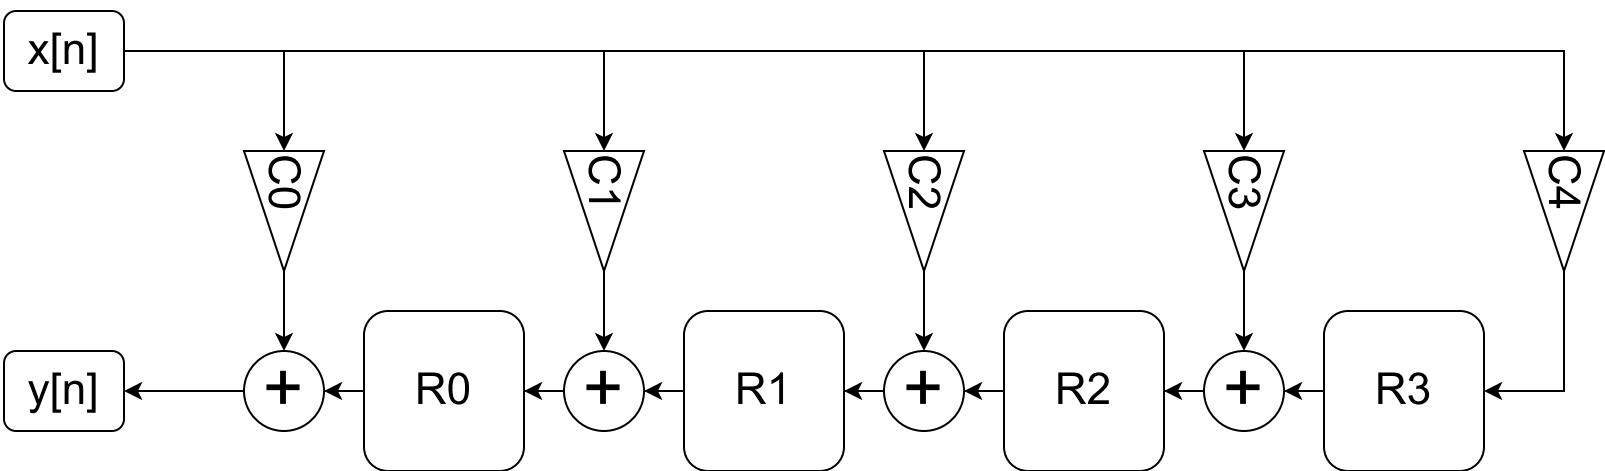 x[n]
C0
C1
C2
C3
C4
y[n]
+
R0
+
R1
+
R2
+
R3